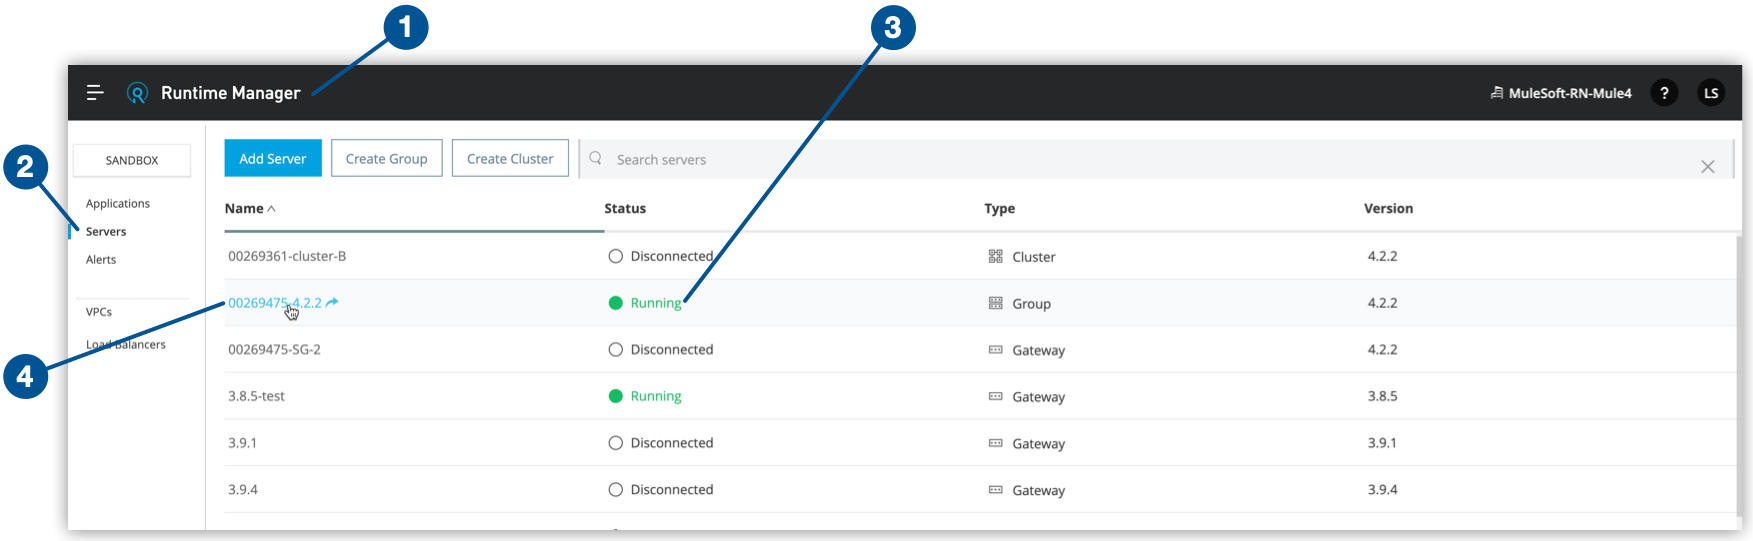 1
3
Runtime Manager
MuleSoft-RN-Mule4 ? LS
2
SANDBOX
Applications
Servers
Alerts
VPCs
Load Balancers
4
Add Server Create Group Create Cluster Search servers
Name Status Type Version
00269361-cluster-B Disconnected Cluster 4.2.2
00269475-4.2.2 Running Group 4.2.2
00269475-SG-2 Disconnected Gateway 4.2.2
3.8.5-test Running Gateway 3.8.5
3.9.1 Disconnected Gateway 3.9.1
3.9.4 Disconnected Gateway 3.9.4